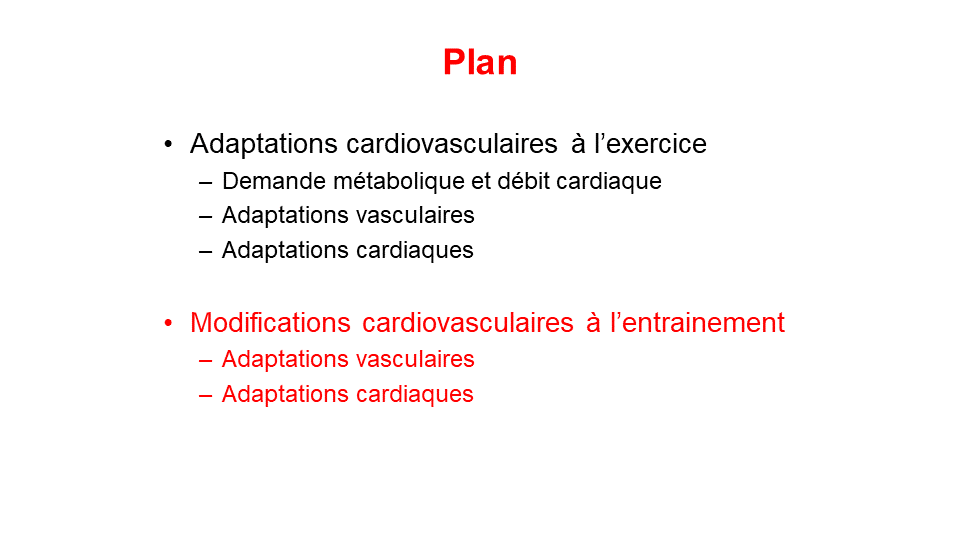 Plan
• Adaptations cardiovasculaires à l’exercice
– Demande métabolique et débit cardiaque
– Adaptations vasculaires
– Adaptations cardiaques
• Modifications cardiovasculaires à l’entrainement
– Adaptations vasculaires
– Adaptations cardiaques